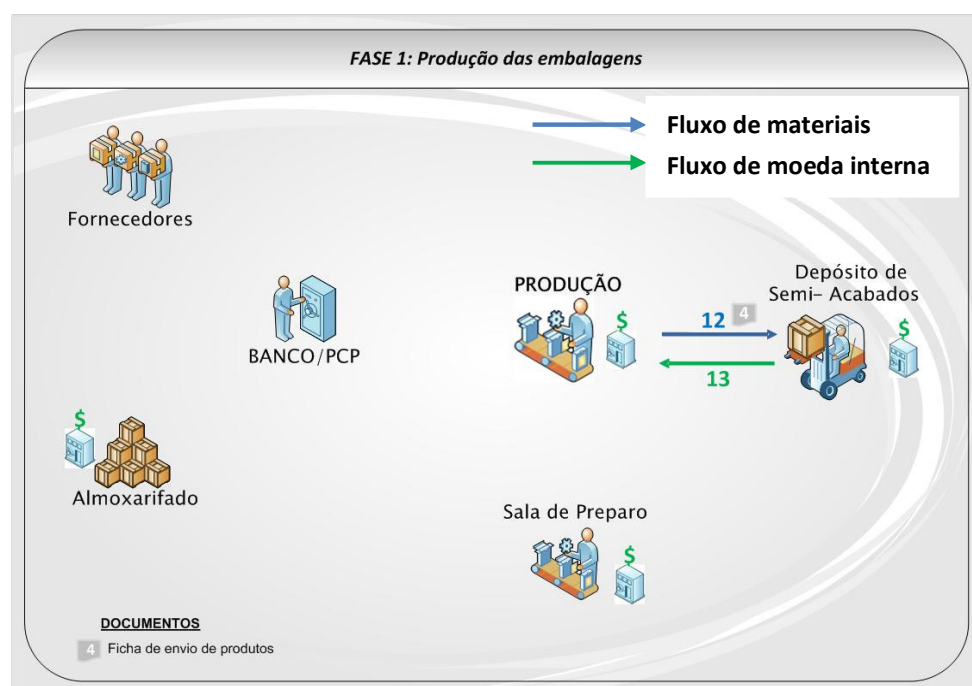 FASE 1: Produção das embalagens
Fluxo de materiais
Fluxo de moeda interna
Fornecedores
BANCO/PCP
PRODUÇÃO
$
12
4
13
Depósito de
Semi- Acabados
$
$
Almoxarifado
Sala de Preparo
$
DOCUMENTOS
4 Ficha de envio de produtos